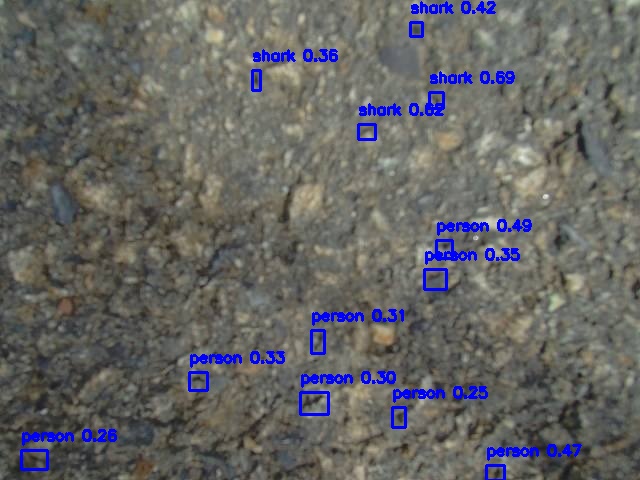 shark 0.42
shark 0.36
shark 0.69
shark 0.62
person 0.49
person 0.35
person 0.31
person 0.33
person 0.30
person 0.25
person 0.26
person 0.47